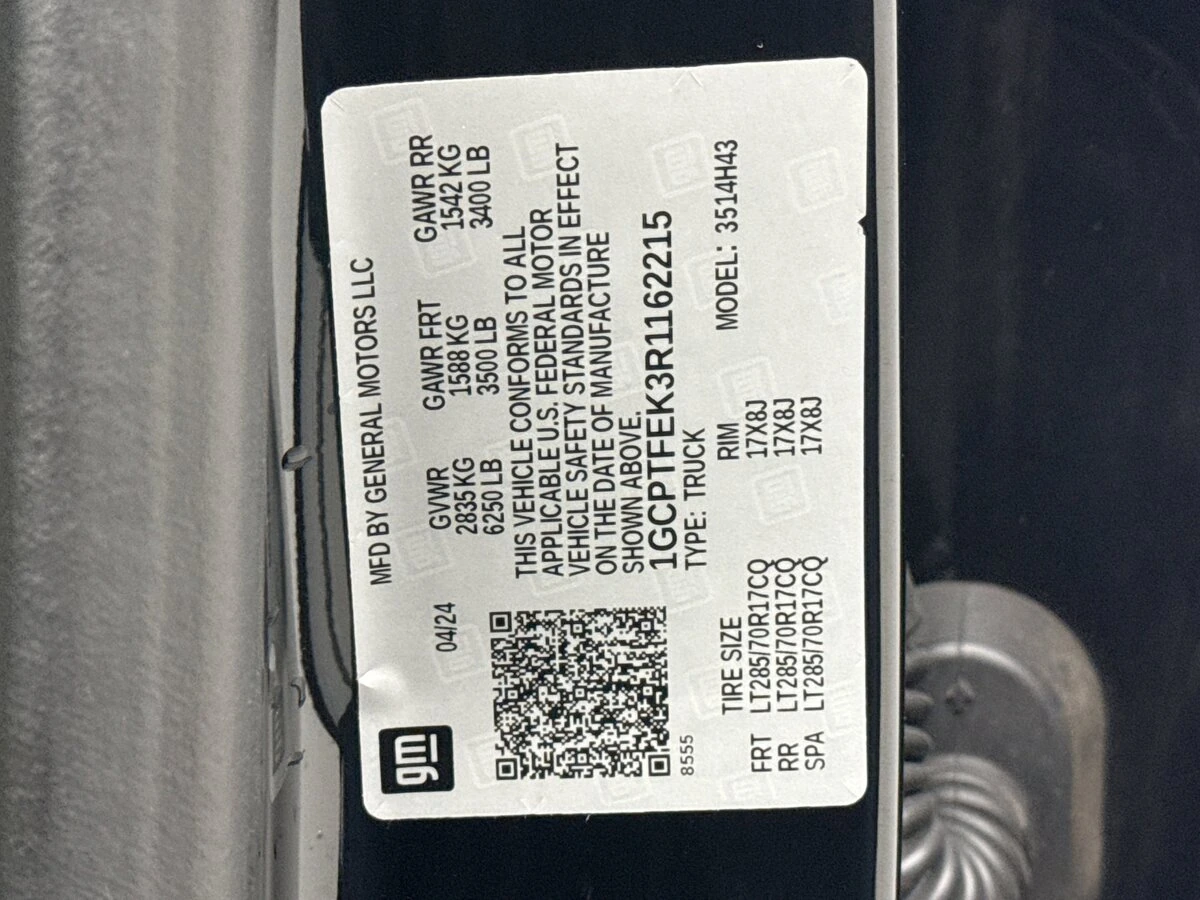 gm
MFD BY GENERAL MOTORS LLC
04/24
GVWR GAWR FRT GAWR RR
2835 KG 1588 KG 1542 KG
6250 LB 3500 LB 3400 LB
THIS VEHICLE CONFORMS TO ALL
APPLICABLE U.S. FEDERAL MOTOR
VEHICLE SAFETY STANDARDS IN EFFECT
ON THE DATE OF MANUFACTURE
SHOWN ABOVE.
1GCPTFEK3R1162215
8555
TYPE: TRUCK MODEL: 3514H43
TIRE SIZE RIM
FRT LT285/70R17CQ 17X8J
RR LT285/70R17CQ 17X8J
SPA LT285/70R17CQ 17X8J